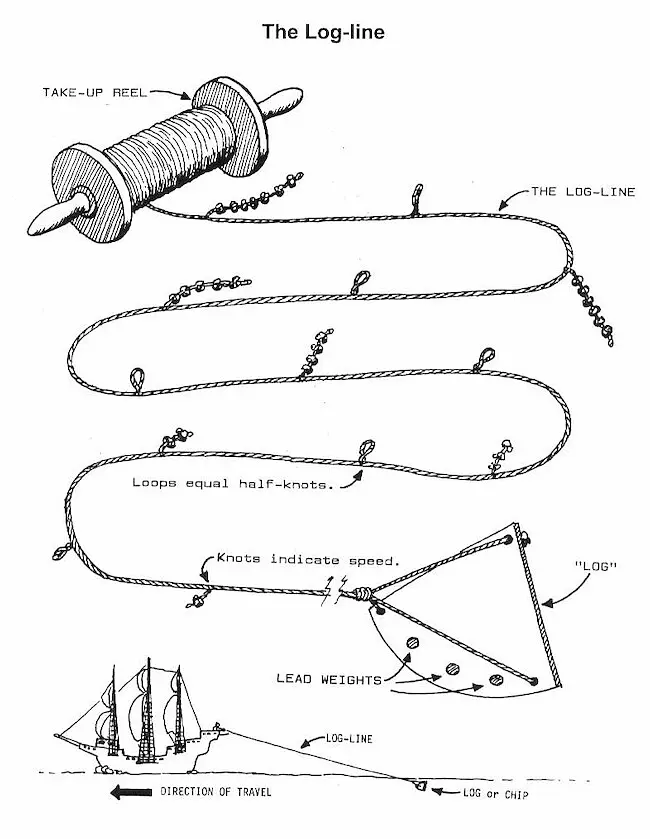 The Log-line
TAKE-UP REEL
THE LOG-LINE
Loops equal half-knots.
Knots indicate speed.
"LOG"
LEAD WEIGHTS
LOG-LINE
DIRECTION OF TRAVEL
LOG or CHIP